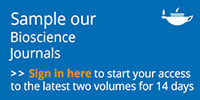 Sample our
Bioscience
Journals
>> Sign in here to start your access
to the latest two volumes for 14 days